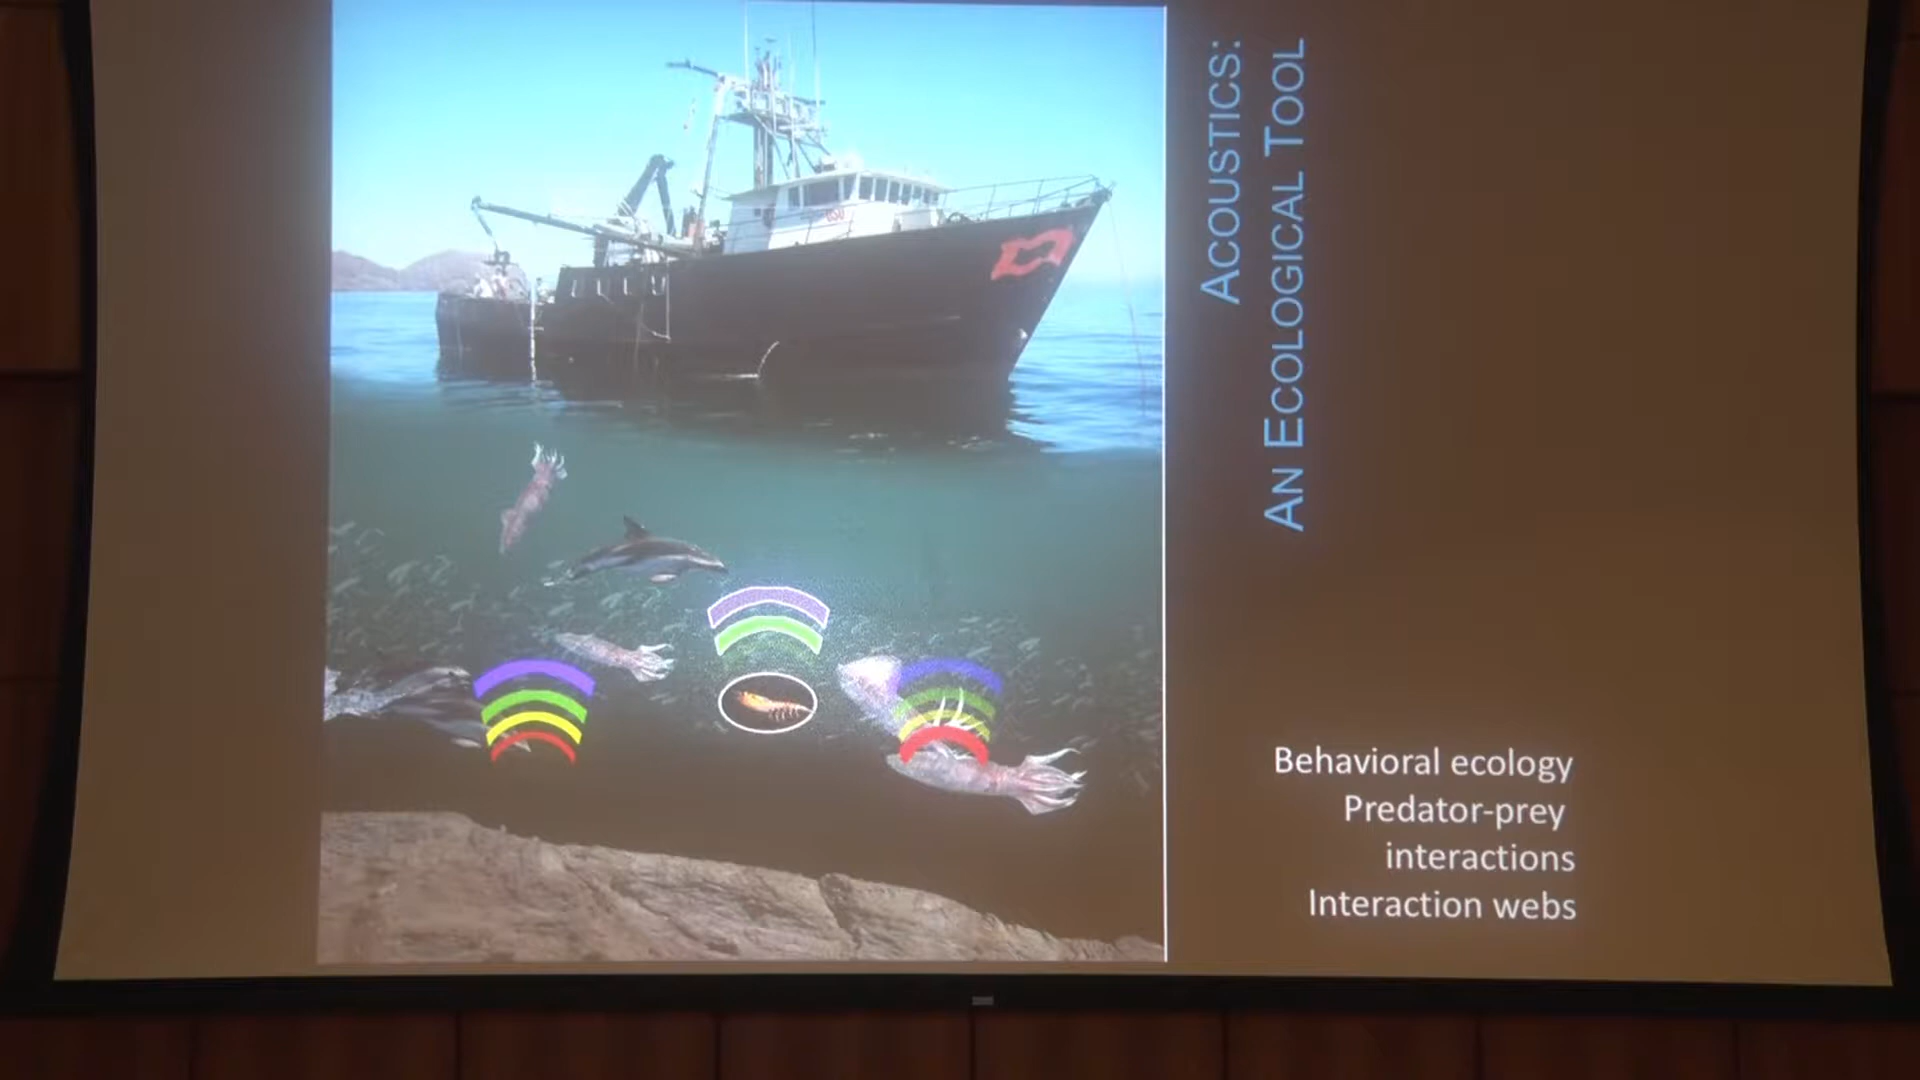 ACOUSTICS:
AN ECOLOGICAL TOOL
Behavioral ecology
Predator-prey
interactions
Interaction webs